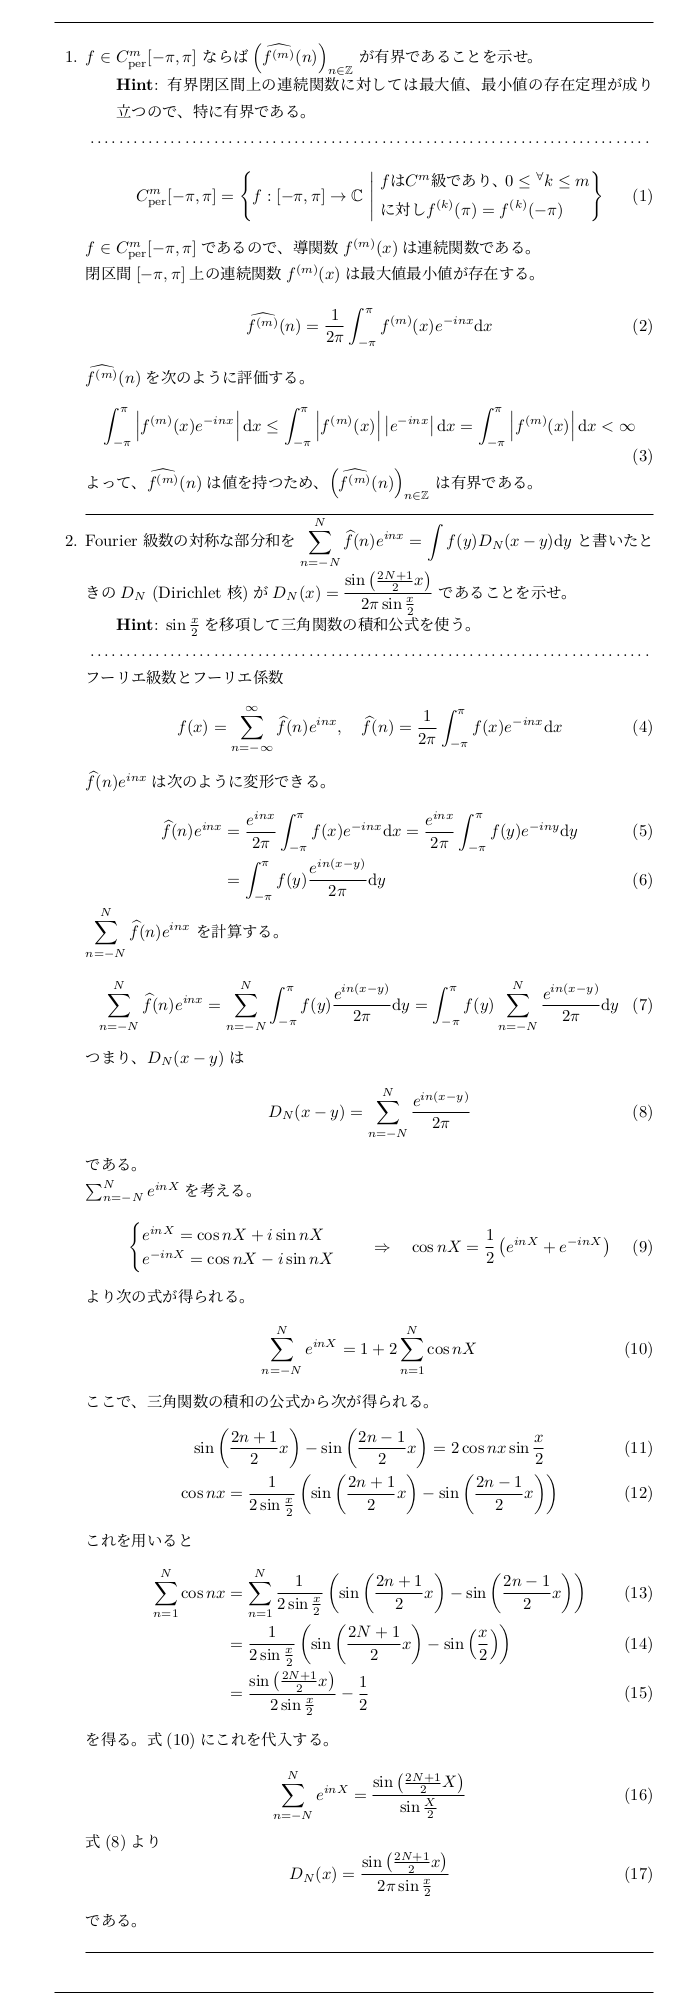 1. $f \in C^m_{\mathrm{per}}[-\pi, \pi]$ ならば $\left(\widehat{f^{(m)}}(n)\right)_{n\in\mathbb{Z}}$ が有界であることを示せ。
Hint: 有界閉区間上の連続関数に対しては最大値、最小値の存在定理が成り
立つので、特に有界である。
$C^m_{\mathrm{per}}[-\pi, \pi] = \left\{ f : [-\pi, \pi] \to \mathbb{C} \,\middle|\, \begin{array}{l} f は C^m 級であり、0 \leq {}^\forall k \leq m \\ に対し f^{(k)}(\pi) = f^{(k)}(-\pi) \end{array} \right\}$ (1)
$f \in C^m_{\mathrm{per}}[-\pi, \pi]$ であるので、導関数 $f^{(m)}(x)$ は連続関数である。
閉区間 $[-\pi, \pi]$ 上の連続関数 $f^{(m)}(x)$ は最大値最小値が存在する。
$\widehat{f^{(m)}}(n) = \frac{1}{2\pi} \int_{-\pi}^{\pi} f^{(m)}(x) e^{-inx} \mathrm{d}x$ (2)
$\widehat{f^{(m)}}(n)$ を次のように評価する。
$\int_{-\pi}^{\pi} \left| f^{(m)}(x) e^{-inx} \right| \mathrm{d}x \leq \int_{-\pi}^{\pi} \left| f^{(m)}(x) \right| \left| e^{-inx} \right| \mathrm{d}x = \int_{-\pi}^{\pi} \left| f^{(m)}(x) \right| \mathrm{d}x < \infty$
(3)
よって、$\widehat{f^{(m)}}(n)$ は値を持つため、$\left(\widehat{f^{(m)}}(n)\right)_{n\in\mathbb{Z}}$ は有界である。
2. Fourier 級数の対称な部分和を $\sum_{n=-N}^{N} \widehat{f}(n) e^{inx} = \int f(y) D_N(x-y) \mathrm{d}y$ と書いたと
きの $D_N$ (Dirichlet 核) が $D_N(x) = \frac{\sin\left(\frac{2N+1}{2}x\right)}{2\pi \sin \frac{x}{2}}$ であることを示せ。
Hint: $\sin \frac{x}{2}$ を移項して三角関数の積和公式を使う。
フーリエ級数とフーリエ係数
$f(x) = \sum_{n=-\infty}^{\infty} \widehat{f}(n) e^{inx}, \quad \widehat{f}(n) = \frac{1}{2\pi} \int_{-\pi}^{\pi} f(x) e^{-inx} \mathrm{d}x$ (4)
$\widehat{f}(n) e^{inx}$ は次のように変形できる。
$\widehat{f}(n) e^{inx} = \frac{e^{inx}}{2\pi} \int_{-\pi}^{\pi} f(x) e^{-inx} \mathrm{d}x = \frac{e^{inx}}{2\pi} \int_{-\pi}^{\pi} f(y) e^{-iny} \mathrm{d}y$ (5)
$= \int_{-\pi}^{\pi} f(y) \frac{e^{in(x-y)}}{2\pi} \mathrm{d}y$ (6)
$\sum_{n=-N}^{N} \widehat{f}(n) e^{inx}$ を計算する。
$\sum_{n=-N}^{N} \widehat{f}(n) e^{inx} = \sum_{n=-N}^{N} \int_{-\pi}^{\pi} f(y) \frac{e^{in(x-y)}}{2\pi} \mathrm{d}y = \int_{-\pi}^{\pi} f(y) \sum_{n=-N}^{N} \frac{e^{in(x-y)}}{2\pi} \mathrm{d}y$ (7)
つまり、$D_N(x-y)$ は
$D_N(x-y) = \sum_{n=-N}^{N} \frac{e^{in(x-y)}}{2\pi}$ (8)
である。
$\sum_{n=-N}^{N} e^{inX}$ を考える。
$\begin{cases} e^{inX} = \cos nX + i \sin nX \\ e^{-inX} = \cos nX - i \sin nX \end{cases} \quad \Rightarrow \quad \cos nX = \frac{1}{2} \left( e^{inX} + e^{-inX} \right)$ (9)
より次の式が得られる。
$\sum_{n=-N}^{N} e^{inX} = 1 + 2 \sum_{n=1}^{N} \cos nX$ (10)
ここで、三角関数の積和の公式から次が得られる。
$\sin\left(\frac{2n+1}{2}x\right) - \sin\left(\frac{2n-1}{2}x\right) = 2 \cos nx \sin \frac{x}{2}$ (11)
$\cos nx = \frac{1}{2 \sin \frac{x}{2}} \left( \sin\left(\frac{2n+1}{2}x\right) - \sin\left(\frac{2n-1}{2}x\right) \right)$ (12)
これを用いると
$\sum_{n=1}^{N} \cos nx = \sum_{n=1}^{N} \frac{1}{2 \sin \frac{x}{2}} \left( \sin\left(\frac{2n+1}{2}x\right) - \sin\left(\frac{2n-1}{2}x\right) \right)$ (13)
$= \frac{1}{2 \sin \frac{x}{2}} \left( \sin\left(\frac{2N+1}{2}x\right) - \sin\left(\frac{x}{2}\right) \right)$ (14)
$= \frac{\sin\left(\frac{2N+1}{2}x\right)}{2 \sin \frac{x}{2}} - \frac{1}{2}$ (15)
を得る。式 (10) にこれを代入する。
$\sum_{n=-N}^{N} e^{inX} = \frac{\sin\left(\frac{2N+1}{2}X\right)}{\sin \frac{X}{2}}$ (16)
式 (8) より
$D_N(x) = \frac{\sin\left(\frac{2N+1}{2}x\right)}{2\pi \sin \frac{x}{2}}$ (17)
である。